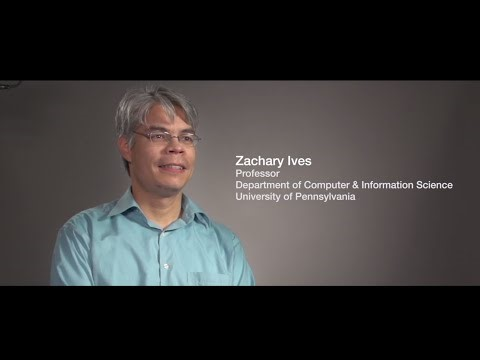 Zachary Ives
Professor
Department of Computer & Information Science
University of Pennsylvania